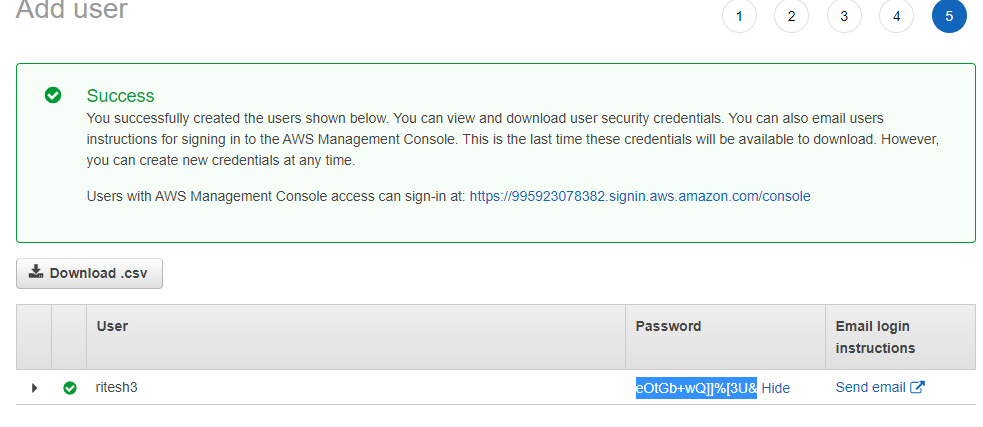 Add user
1 2 3 4 5
Success
You successfully created the users shown below. You can view and download user security credentials. You can also email users
instructions for signing in to the AWS Management Console. This is the last time these credentials will be available to download. However,
you can create new credentials at any time.
Users with AWS Management Console access can sign-in at: https://995923078382.signin.aws.amazon.com/console
Download .csv
User Password Email login
instructions
ritesh3 eOtGb+wQ]]%[3U& Hide Send email